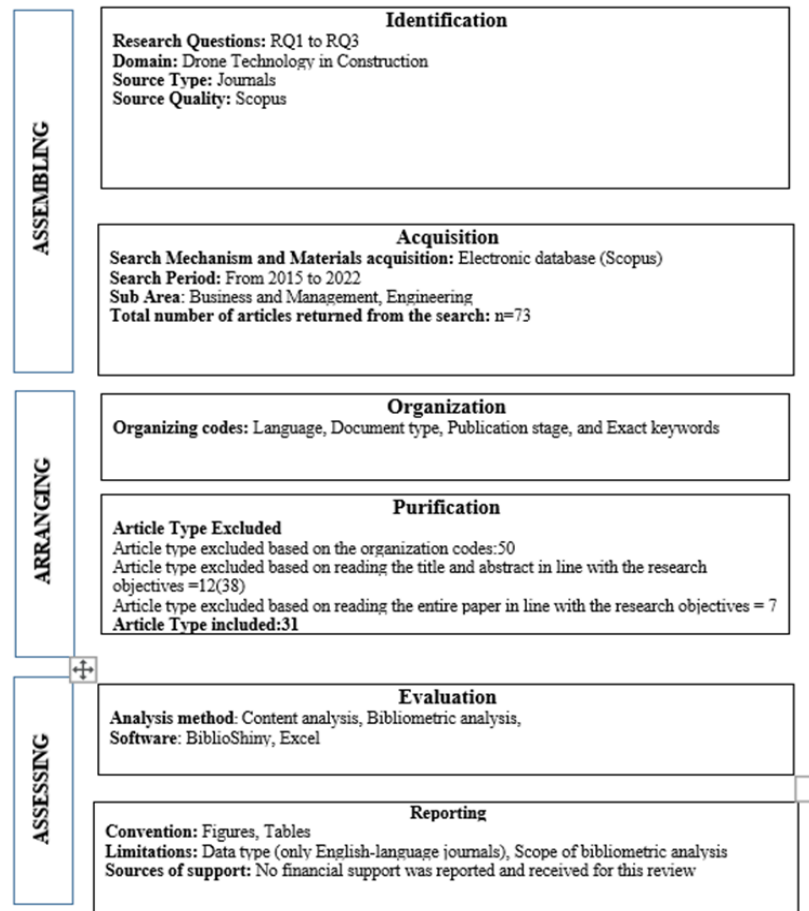 ASSEMBLING
Identification
Research Questions: RQ1 to RQ3
Domain: Drone Technology in Construction
Source Type: Journals
Source Quality: Scopus
Acquisition
Search Mechanism and Materials acquisition: Electronic database (Scopus)
Search Period: From 2015 to 2022
Sub Area: Business and Management, Engineering
Total number of articles returned from the search: n=73
ARRANGING
Organization
Organizing codes: Language, Document type, Publication stage, and Exact keywords
Purification
Article Type Excluded
Article type excluded based on the organization codes:50
Article type excluded based on reading the title and abstract in line with the research
objectives =12(38)
Article type excluded based on reading the entire paper in line with the research objectives = 7
Article Type included:31
ASSESSING
Evaluation
Analysis method: Content analysis, Bibliometric analysis,
Software: BiblioShiny, Excel
Reporting
Convention: Figures, Tables
Limitations: Data type (only English-language journals), Scope of bibliometric analysis
Sources of support: No financial support was reported and received for this review